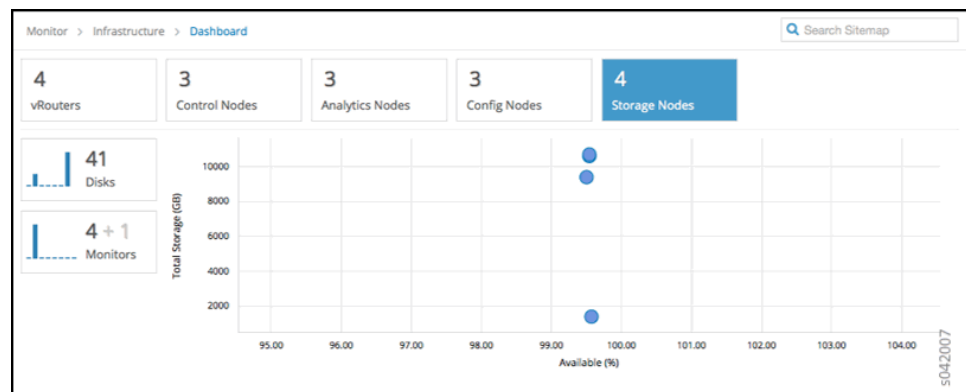 Monitor > Infrastructure > Dashboard
Search Sitemap
4
vRouters
3
Control Nodes
3
Analytics Nodes
3
Config Nodes
4
Storage Nodes
41
Disks
4 + 1
Monitors
Total Storage (GB)
10000
8000
6000
4000
2000
95.00 96.00 97.00 98.00 99.00 100.00 101.00 102.00 103.00 104.00
Available (%)
s042007